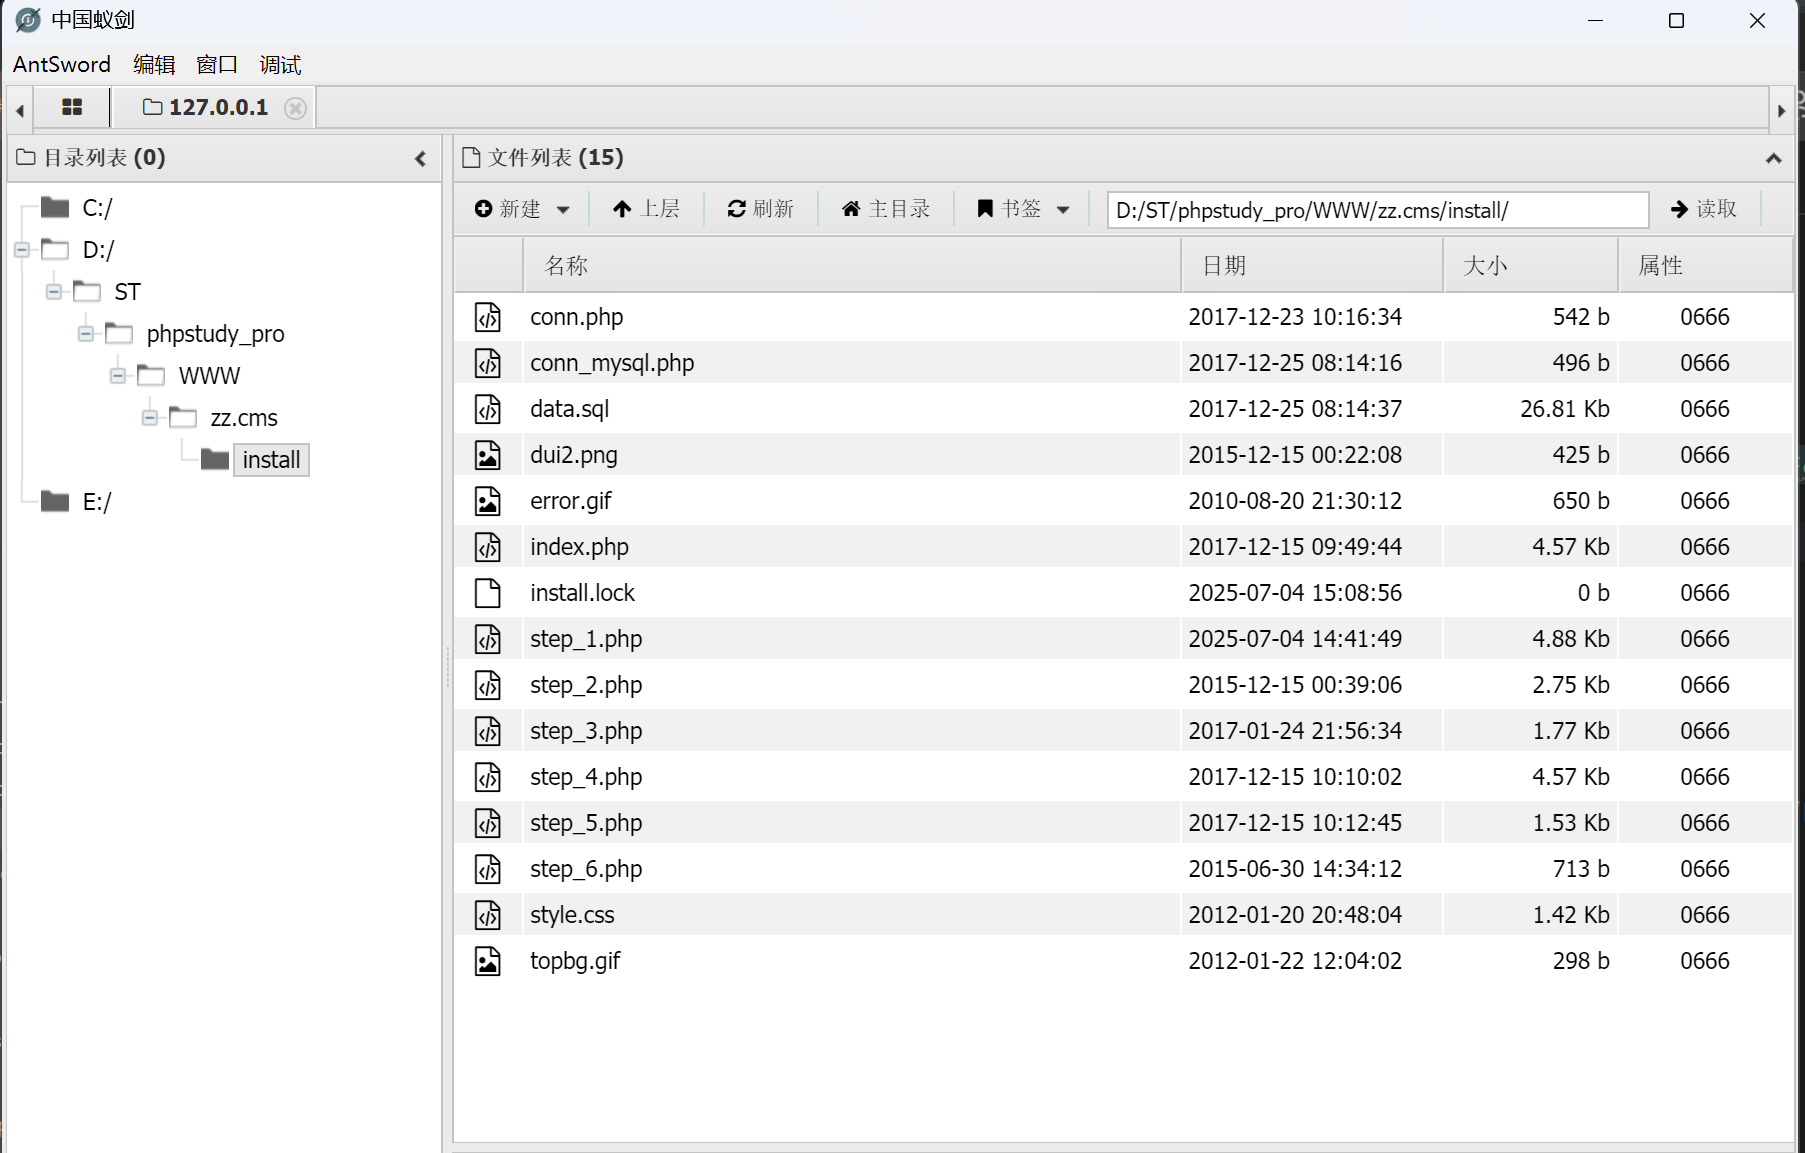 中国蚁剑
AntSword 编辑 窗口 调试
127.0.0.1
目录列表 (0)
C:/
D:/
ST
phpstudy_pro
WWW
zz.cms
install
E:/
文件列表 (15)
新建 上层 刷新 主目录 书签 D:/ST/phpstudy_pro/WWW/zz.cms/install/ 读取
名称 日期 大小 属性
conn.php 2017-12-23 10:16:34 542 b 0666
conn_mysql.php 2017-12-25 08:14:16 496 b 0666
data.sql 2017-12-25 08:14:37 26.81 Kb 0666
dui2.png 2015-12-15 00:22:08 425 b 0666
error.gif 2010-08-20 21:30:12 650 b 0666
index.php 2017-12-15 09:49:44 4.57 Kb 0666
install.lock 2025-07-04 15:08:56 0 b 0666
step_1.php 2025-07-04 14:41:49 4.88 Kb 0666
step_2.php 2015-12-15 00:39:06 2.75 Kb 0666
step_3.php 2017-01-24 21:56:34 1.77 Kb 0666
step_4.php 2017-12-15 10:10:02 4.57 Kb 0666
step_5.php 2017-12-15 10:12:45 1.53 Kb 0666
step_6.php 2015-06-30 14:34:12 713 b 0666
style.css 2012-01-20 20:48:04 1.42 Kb 0666
topbg.gif 2012-01-22 12:04:02 298 b 0666